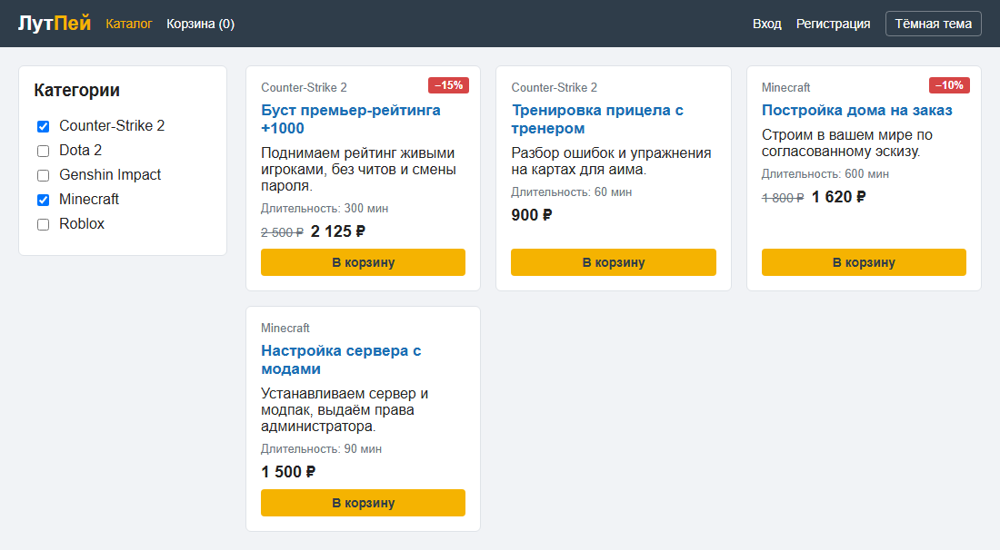 ЛутПей Каталог Корзина (0) Вход Регистрация Тёмная тема
Категории
Counter-Strike 2
Dota 2
Genshin Impact
Minecraft
Roblox
Counter-Strike 2 –15%
Буст премьер-рейтинга
+1000
Поднимаем рейтинг живыми
игроками, без читов и смены
пароля.
Длительность: 300 мин
2 500 ₽ 2 125 ₽
В корзину
Counter-Strike 2
Тренировка прицела с
тренером
Разбор ошибок и упражнения
на картах для аима.
Длительность: 60 мин
900 ₽
В корзину
Minecraft –10%
Постройка дома на заказ
Строим в вашем мире по
согласованному эскизу.
Длительность: 600 мин
1 800 ₽ 1 620 ₽
В корзину
Minecraft
Настройка сервера с
модами
Устанавливаем сервер и
модпак, выдаём права
администратора.
Длительность: 90 мин
1 500 ₽
В корзину